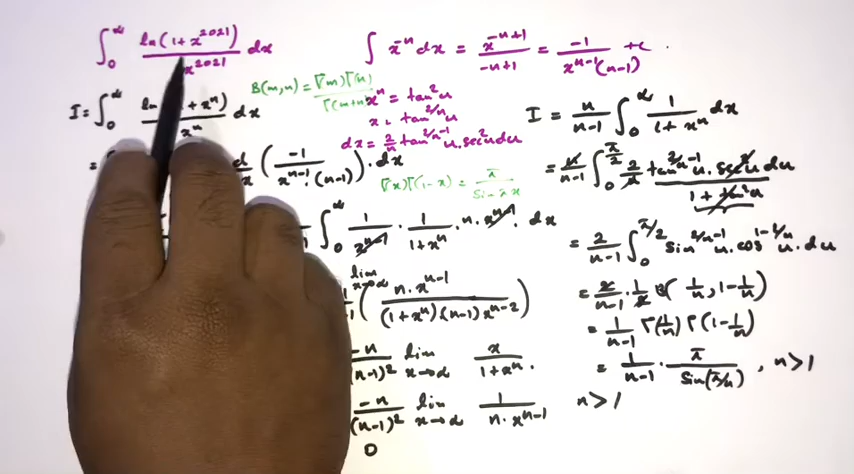 ∫₀^∝ ln(1+x^2021) / x^2021 dx
∫ x^-n dx = x^(-n+1) / (-n+1) = -1 / (x^(n-1)(n-1)) + c
B(m,n) = Γ(m)Γ(n) / Γ(m+n)
x^n = tan²u
x = tan^(2/n) u
dx = 2/n tan^(2/n-1) u. sec²u du
I = ∫₀^∝ ln( + x^n) / x^n dx
d/dx ( -1 / (x^(n-1). (n-1)) ) . dx
Γ(x)Γ(1-x) = π / Sin πx
∫₀^∝ 1/x^(n-1) . 1/(1+x^n) . n. x^(n-1) . dx
lim x→∝ ( n. x^(n-1) / ((1+x^n)(n-1) x^(n-2)) )
-n/(n-1)² lim x→∝ x/(1+x^n) .
-n/(n-1)² lim x→∝ 1/(n. x^(n-1)) n>1
0
I = n/(n-1) ∫₀^∝ 1/(1+x^n) dx
= n/(n-1) ∫₀^(π/2) 2/n tan^(2/n-1) u. sec²u du / (1+tan²u)
= 2/(n-1) ∫₀^(π/2) sin^(2/n-1) u. cos^(1-2/n) u. du
= 2/(n-1) . 1/2 B( 1/n , 1-1/n )
= 1/(n-1) Γ(1/n) Γ(1-1/n)
= 1/(n-1) . π / Sin(π/n) , n>1